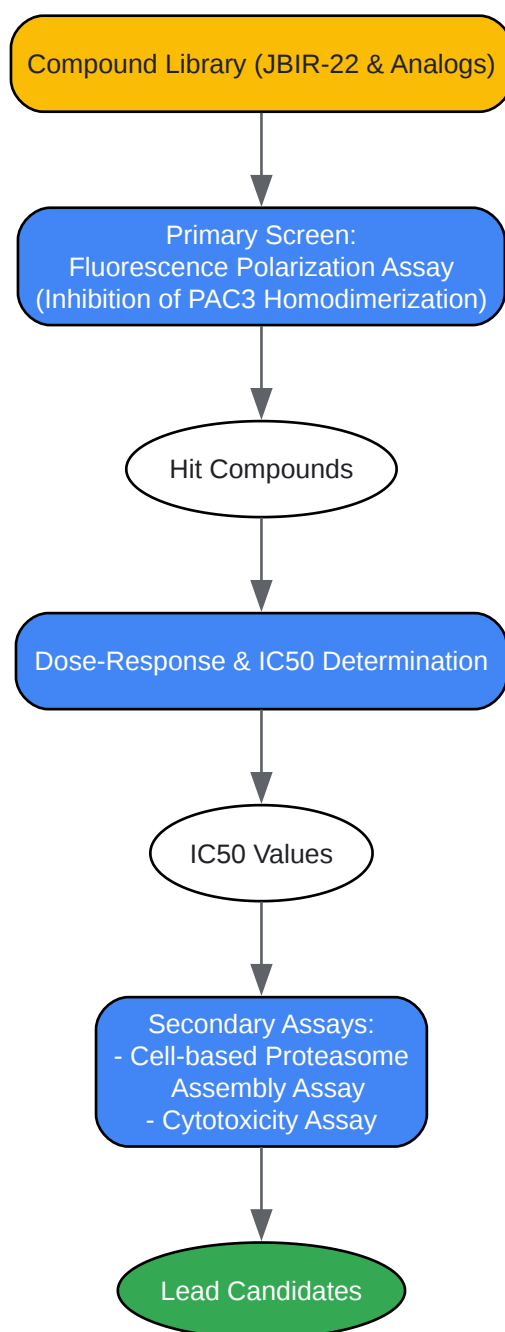 Compound Library (JBIR-22 & Analogs)
Primary Screen:
Fluorescence Polarization Assay
(Inhibition of PAC3 Homodimerization)
Hit Compounds
Dose-Response & IC50 Determination
IC50 Values
Secondary Assays:
- Cell-based Proteasome
Assembly Assay
- Cytotoxicity Assay
Lead Candidates